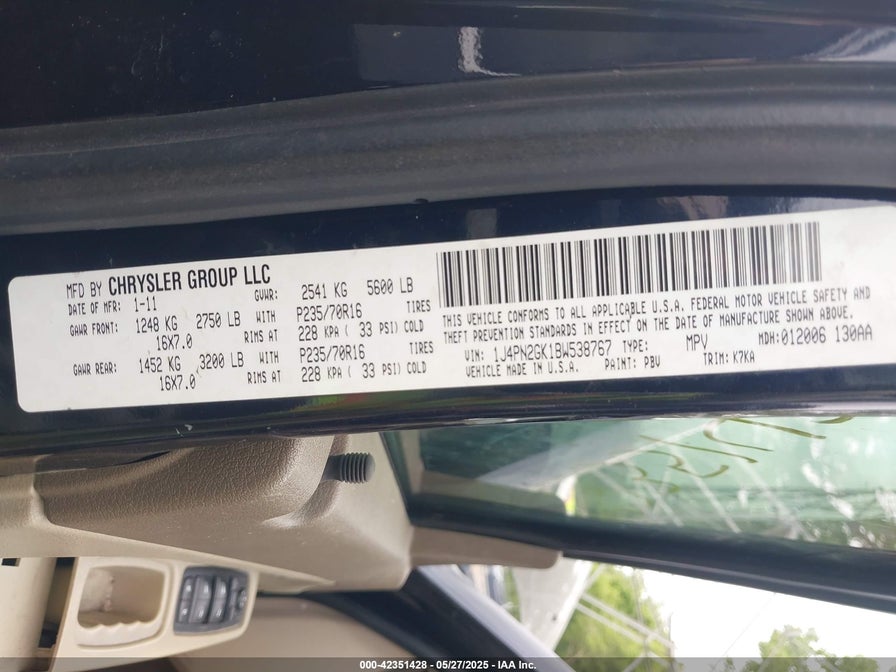 MFD BY CHRYSLER GROUP LLC
DATE OF MFR: 1-11 GVWR: 2541 KG 5600 LB
GAWR FRONT: 1248 KG 2750 LB WITH P235/70R16 TIRES
16X7.0 RIMS AT 228 KPA ( 33 PSI) COLD
GAWR REAR: 1452 KG 3200 LB WITH P235/70R16 TIRES
16X7.0 RIMS AT 228 KPA ( 33 PSI) COLD
THIS VEHICLE CONFORMS TO ALL APPLICABLE U.S.A. FEDERAL MOTOR VEHICLE SAFETY AND
THEFT PREVENTION STANDARDS IN EFFECT ON THE DATE OF MANUFACTURE SHOWN ABOVE.
VIN: 1J4PN2GK1BW538767 TYPE: MPV MDH:012006 130AA
VEHICLE MADE IN U.S.A. PAINT: PBV TRIM: K7KA
000-42351428 - 05/27/2025 - IAA Inc.